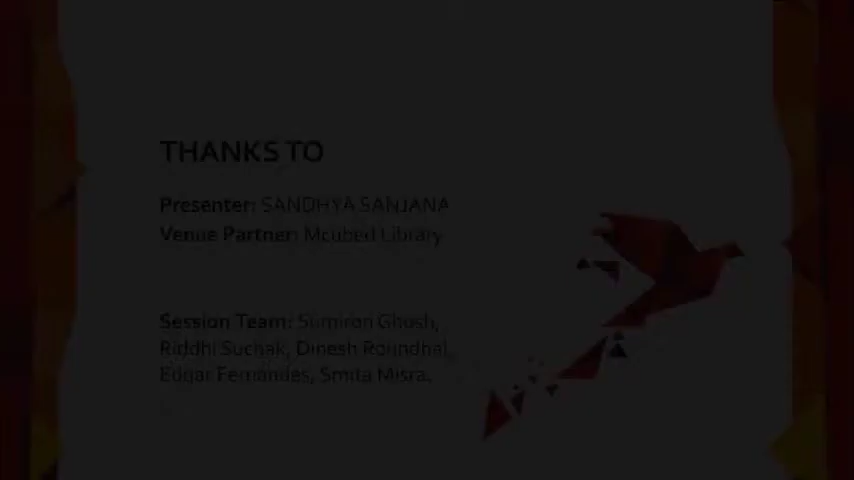 THANKS TO
Presenter: SANDHYA SANJANA
Venue Partner: Mcubed Library
Session Team: Sumiron Ghosh,
Riddhi Suchak, Dinesh Roundhal,
Edgar Fernandes, Smita Misra.